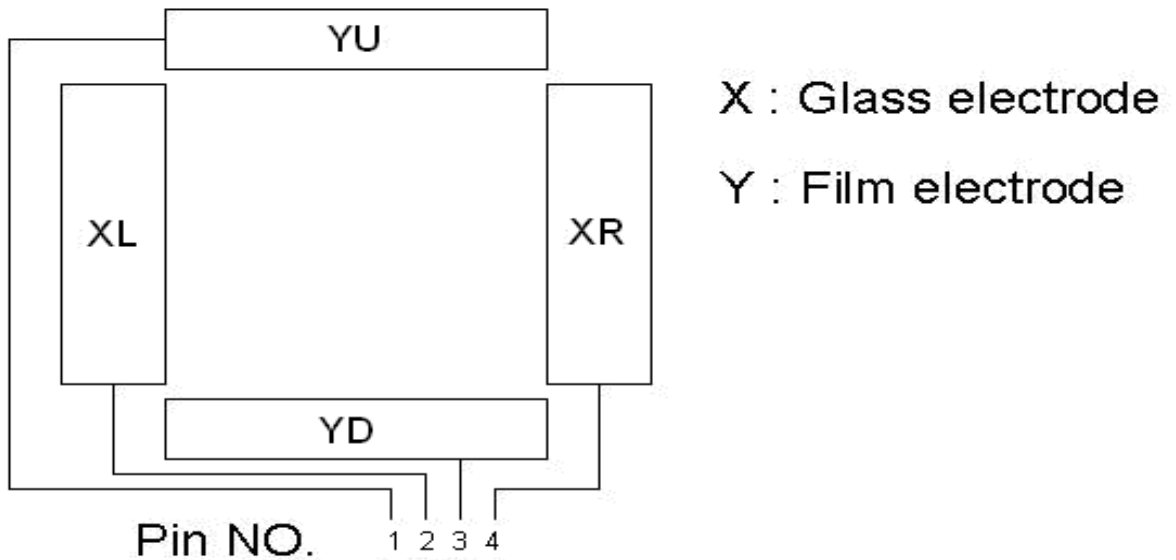 YU
X : Glass electrode
Y : Film electrode
XL
XR
YD
Pin NO. 1 2 3 4